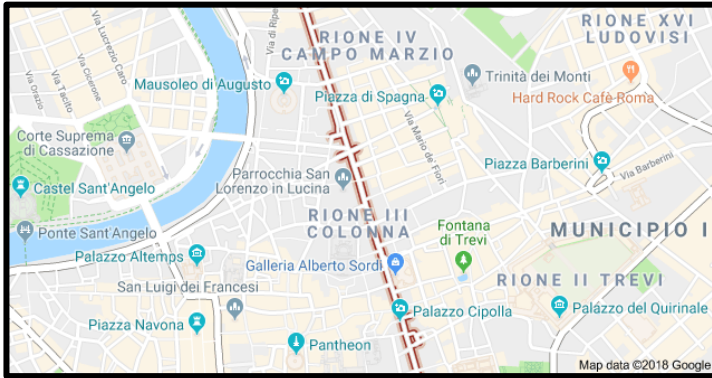 RIONE IV
CAMPO MARZIO
RIONE XVI
LUDOVISI
Via Lucrezio Caro
Via Cicerone
Via Tacito
Via Orazio
Via di Ripe
Mausoleo di Augusto
Trinità dei Monti
Piazza di Spagna
Hard Rock Cafè Roma
Via Mario de' Fiori
Corte Suprema
di Cassazione
Piazza Barberini
Via Barberini
Parrocchia San
Lorenzo in Lucina
Castel Sant'Angelo
RIONE III
COLONNA
Fontana
di Trevi
MUNICIPIO I
Ponte Sant'Angelo
Palazzo Altemps
Galleria Alberto Sordi
RIONE II TREVI
San Luigi dei Francesi
Palazzo Cipolla
Palazzo del Quirinale
Piazza Navona
Pantheon
Map data ©2018 Google